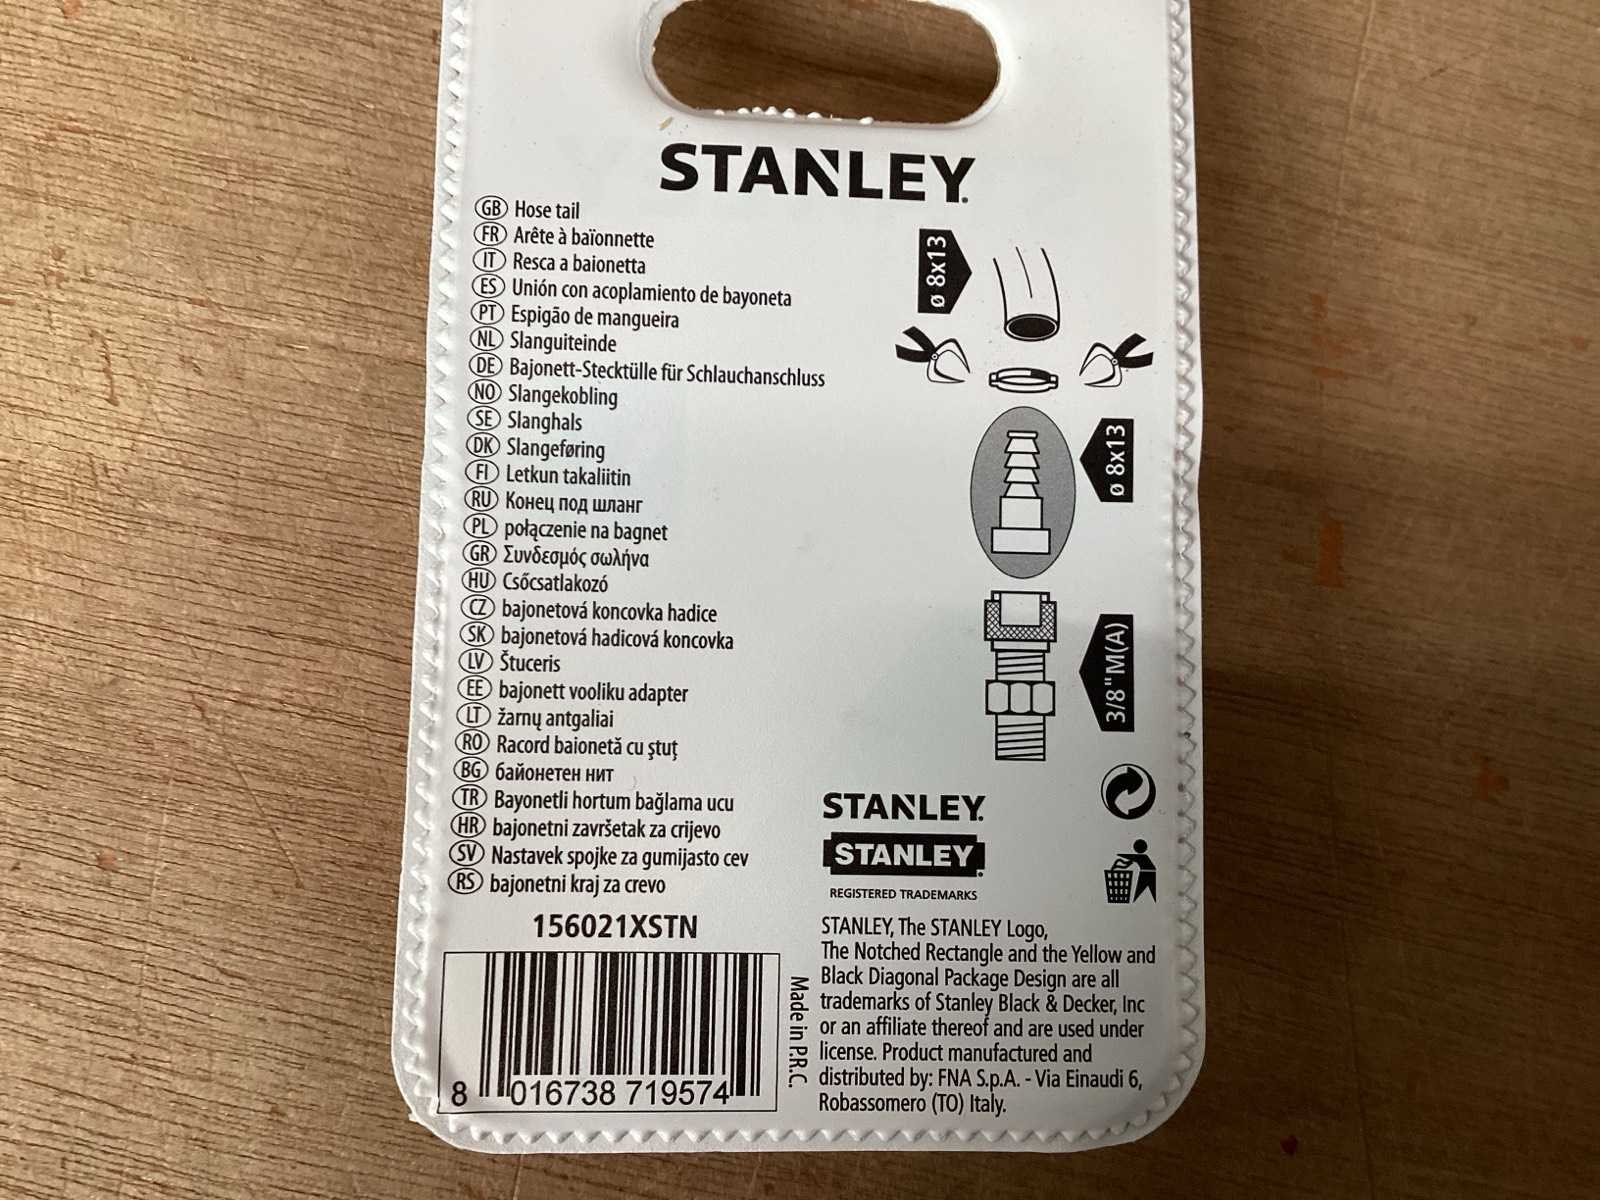 STANLEY.
GB Hose tail
FR Arête à baïonnette
IT Resca a baionetta
ES Unión con acoplamiento de bayoneta
PT Espigão de mangueira
NL Slanguiteinde
DE Bajonett-Stecktülle für Schlauchanschluss
NO Slangekobling
SE Slanghals
DK Slangeføring
FI Letkun takaliitin
RU Конец под шланг
PL połączenie na bagnet
GR Συνδεσμός σωλήνα
HU Csőcsatlakozó
CZ bajonetová koncovka hadice
SK bajonetová hadicová koncovka
LV Štuceris
EE bajonett vooliku adapter
LT žarnų antgaliai
RO Racord baionetă cu ştuţ
BG байонетен нит
TR Bayonetli hortum bağlama ucu
HR bajonetni završetak za crijevo
SV Nastavek spojke za gumijasto cev
RS bajonetni kraj za crevo
156021XSTN
8 016738 719574
Made in P.R.C.
ø 8x13
ø 8x13
3/8"M(A)
STANLEY.
STANLEY.
REGISTERED TRADEMARKS
STANLEY, The STANLEY Logo,
The Notched Rectangle and the Yellow and
Black Diagonal Package Design are all
trademarks of Stanley Black & Decker, Inc
or an affiliate thereof and are used under
license. Product manufactured and
distributed by: FNA S.p.A. - Via Einaudi 6,
Robassomero (TO) Italy.